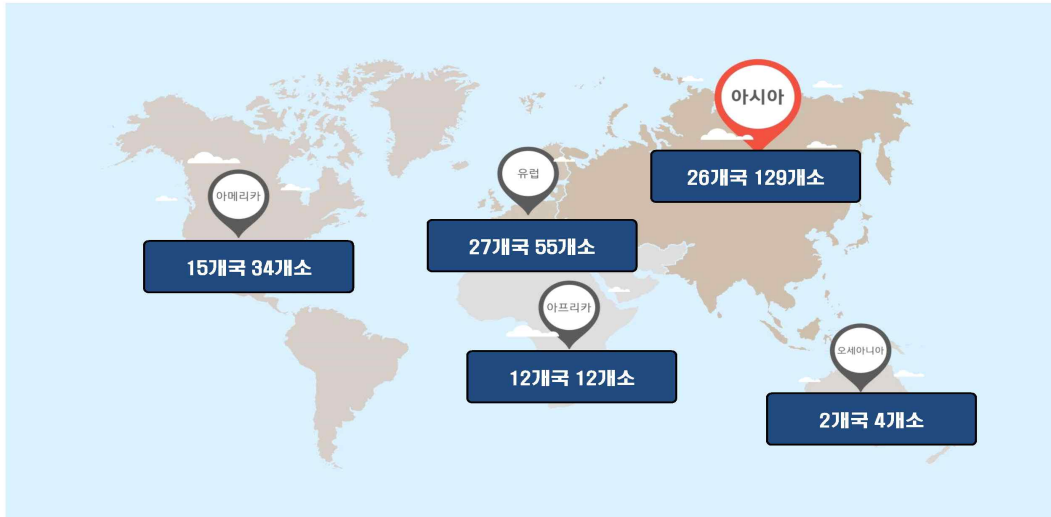 아시아
26개국 129개소
유럽
27개국 55개소
아메리카
15개국 34개소
아프리카
12개국 12개소
오세아니아
2개국 4개소